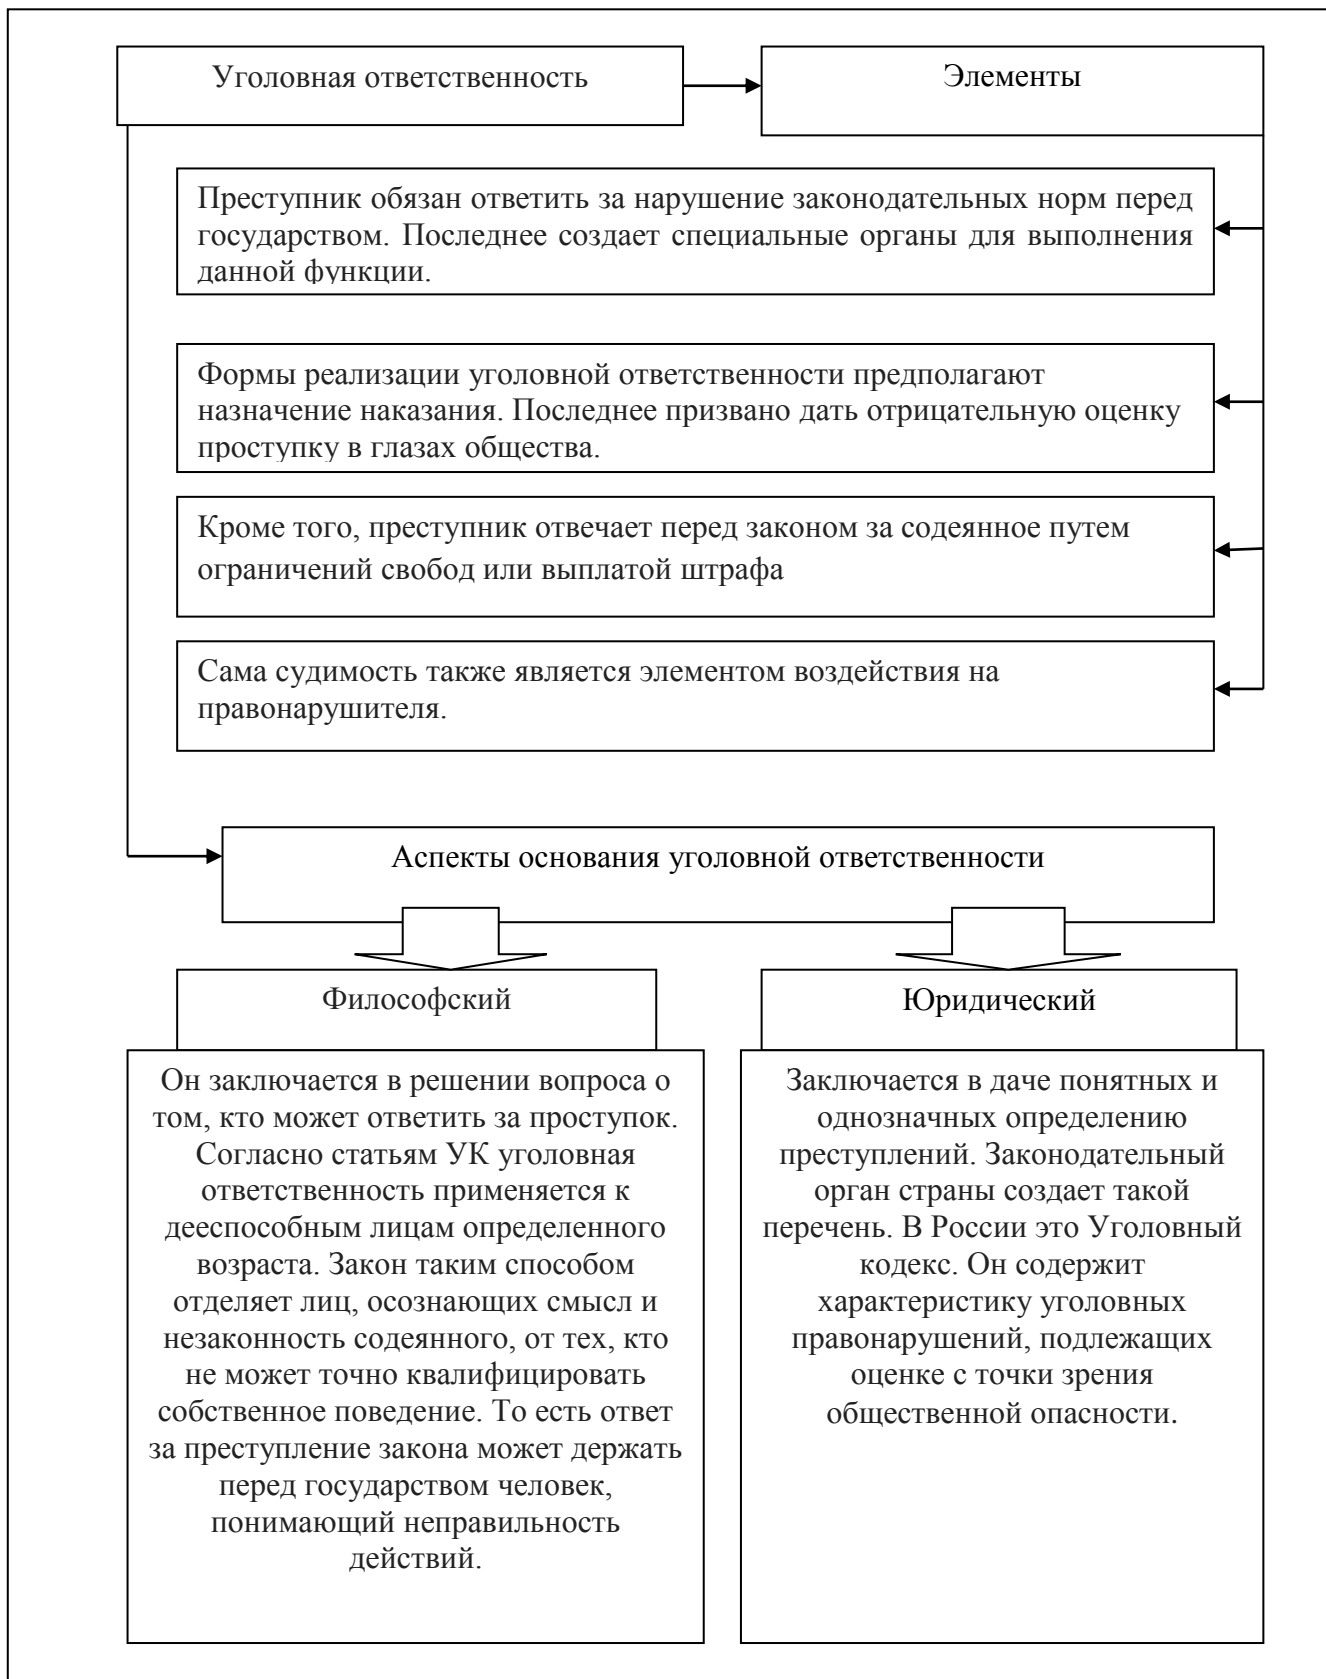 Уголовная ответственность
Элементы
Преступник обязан ответить за нарушение законодательных норм перед
государством. Последнее создает специальные органы для выполнения
данной функции.
Формы реализации уголовной ответственности предполагают
назначение наказания. Последнее призвано дать отрицательную оценку
проступку в глазах общества.
Кроме того, преступник отвечает перед законом за содеянное путем
ограничений свобод или выплатой штрафа
Сама судимость также является элементом воздействия на
правонарушителя.
Аспекты основания уголовной ответственности
Философский
Он заключается в решении вопроса о
том, кто может ответить за проступок.
Согласно статьям УК уголовная
ответственность применяется к
дееспособным лицам определенного
возраста. Закон таким способом
отделяет лиц, осознающих смысл и
незаконность содеянного, от тех, кто
не может точно квалифицировать
собственное поведение. То есть ответ
за преступление закона может держать
перед государством человек,
понимающий неправильность
действий.
Юридический
Заключается в даче понятных и
однозначных определению
преступлений. Законодательный
орган страны создает такой
перечень. В России это Уголовный
кодекс. Он содержит
характеристику уголовных
правонарушений, подлежащих
оценке с точки зрения
общественной опасности.